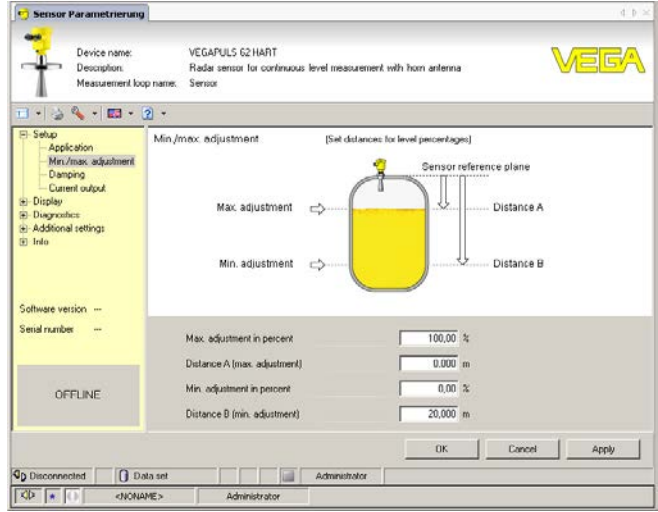 Sensor Parametrierung
Device name: VEGAPULS 62 HART
Description: Radar sensor for continuous level measurement with horn antenna
Measurement loop name: Sensor
VEGA
Setup
Application
Min./max. adjustment
Damping
Current output
Display
Diagnostics
Additional settings
Info
Software version ---
Serial number ---
OFFLINE
Min./max. adjustment (Set distances for level percentages)
Sensor reference plane
Max. adjustment Distance A
Min. adjustment Distance B
Max. adjustment in percent 100,00 %
Distance A (max. adjustment) 0.000 m
Min. adjustment in percent 0,00 %
Distance B (min. adjustment) 20,000 m
OK Cancel Apply
Disconnected Data set Administrator
<NONAME> Administrator